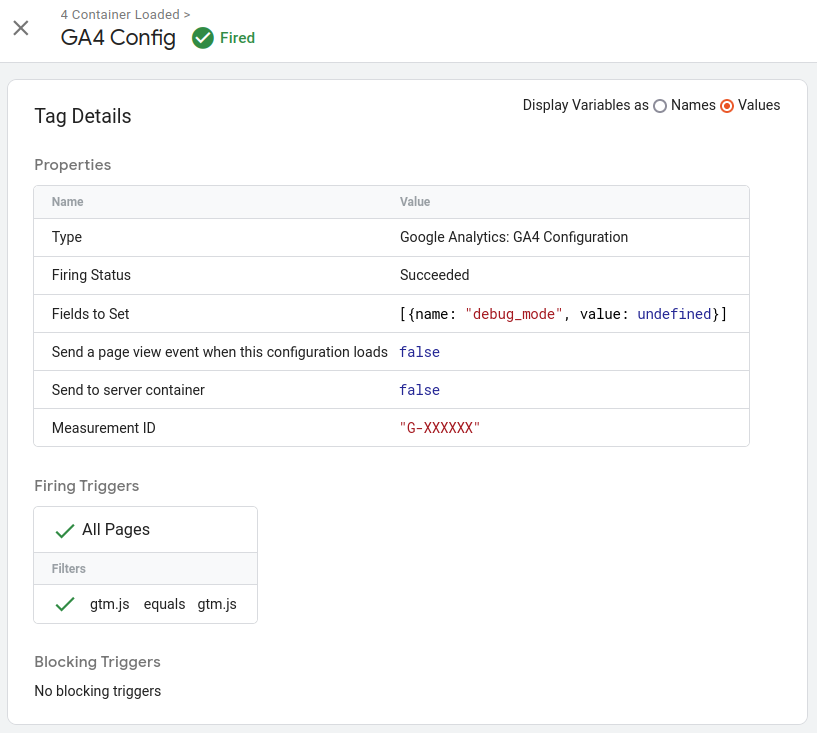 4 Container Loaded >
GA4 Config Fired
Tag Details
Display Variables as Names Values
Properties
Name Value
Type Google Analytics: GA4 Configuration
Firing Status Succeeded
Fields to Set [{name: "debug_mode", value: undefined}]
Send a page view event when this configuration loads false
Send to server container false
Measurement ID "G-XXXXXX"
Firing Triggers
All Pages
Filters
gtm.js equals gtm.js
Blocking Triggers
No blocking triggers